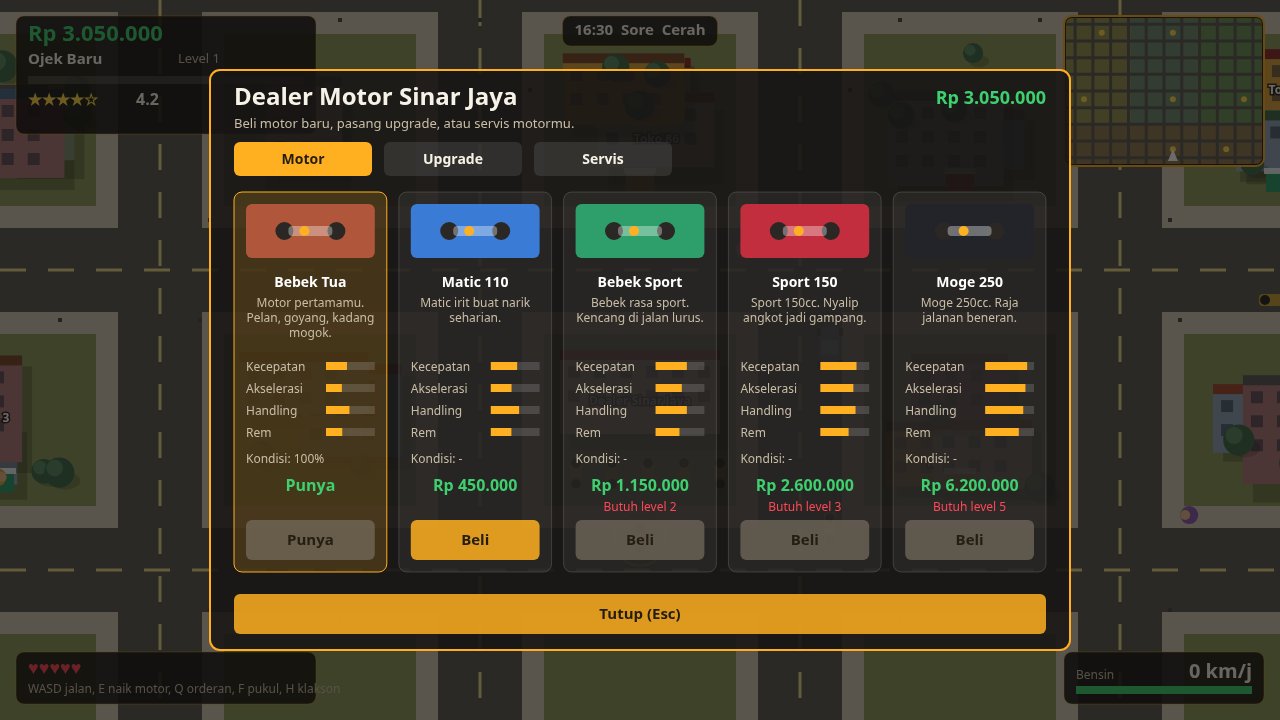 Rp 3.050.000
Ojek Baru
Level 1
★★★★☆ 4.2
16:30 Sore Cerah
Dealer Motor Sinar Jaya
Rp 3.050.000
Beli motor baru, pasang upgrade, atau servis motormu.
Motor
Upgrade
Servis
Bebek Tua
Motor pertamamu.
Pelan, goyang, kadang
mogok.
Kecepatan
Akselerasi
Handling
Rem
Kondisi: 100%
Punya
Punya
Matic 110
Matic irit buat narik
seharian.
Kecepatan
Akselerasi
Handling
Rem
Kondisi: -
Rp 450.000
Beli
Bebek Sport
Bebek rasa sport.
Kencang di jalan lurus.
Kecepatan
Akselerasi
Handling
Rem
Kondisi: -
Rp 1.150.000
Butuh level 2
Beli
Sport 150
Sport 150cc. Nyalip
angkot jadi gampang.
Kecepatan
Akselerasi
Handling
Rem
Kondisi: -
Rp 2.600.000
Butuh level 3
Beli
Moge 250
Moge 250cc. Raja
jalanan beneran.
Kecepatan
Akselerasi
Handling
Rem
Kondisi: -
Rp 6.200.000
Butuh level 5
Beli
Tutup (Esc)
♥♥♥♥♥
WASD jalan, E naik motor, Q orderan, F pukul, H klakson
Bensin
0 km/j